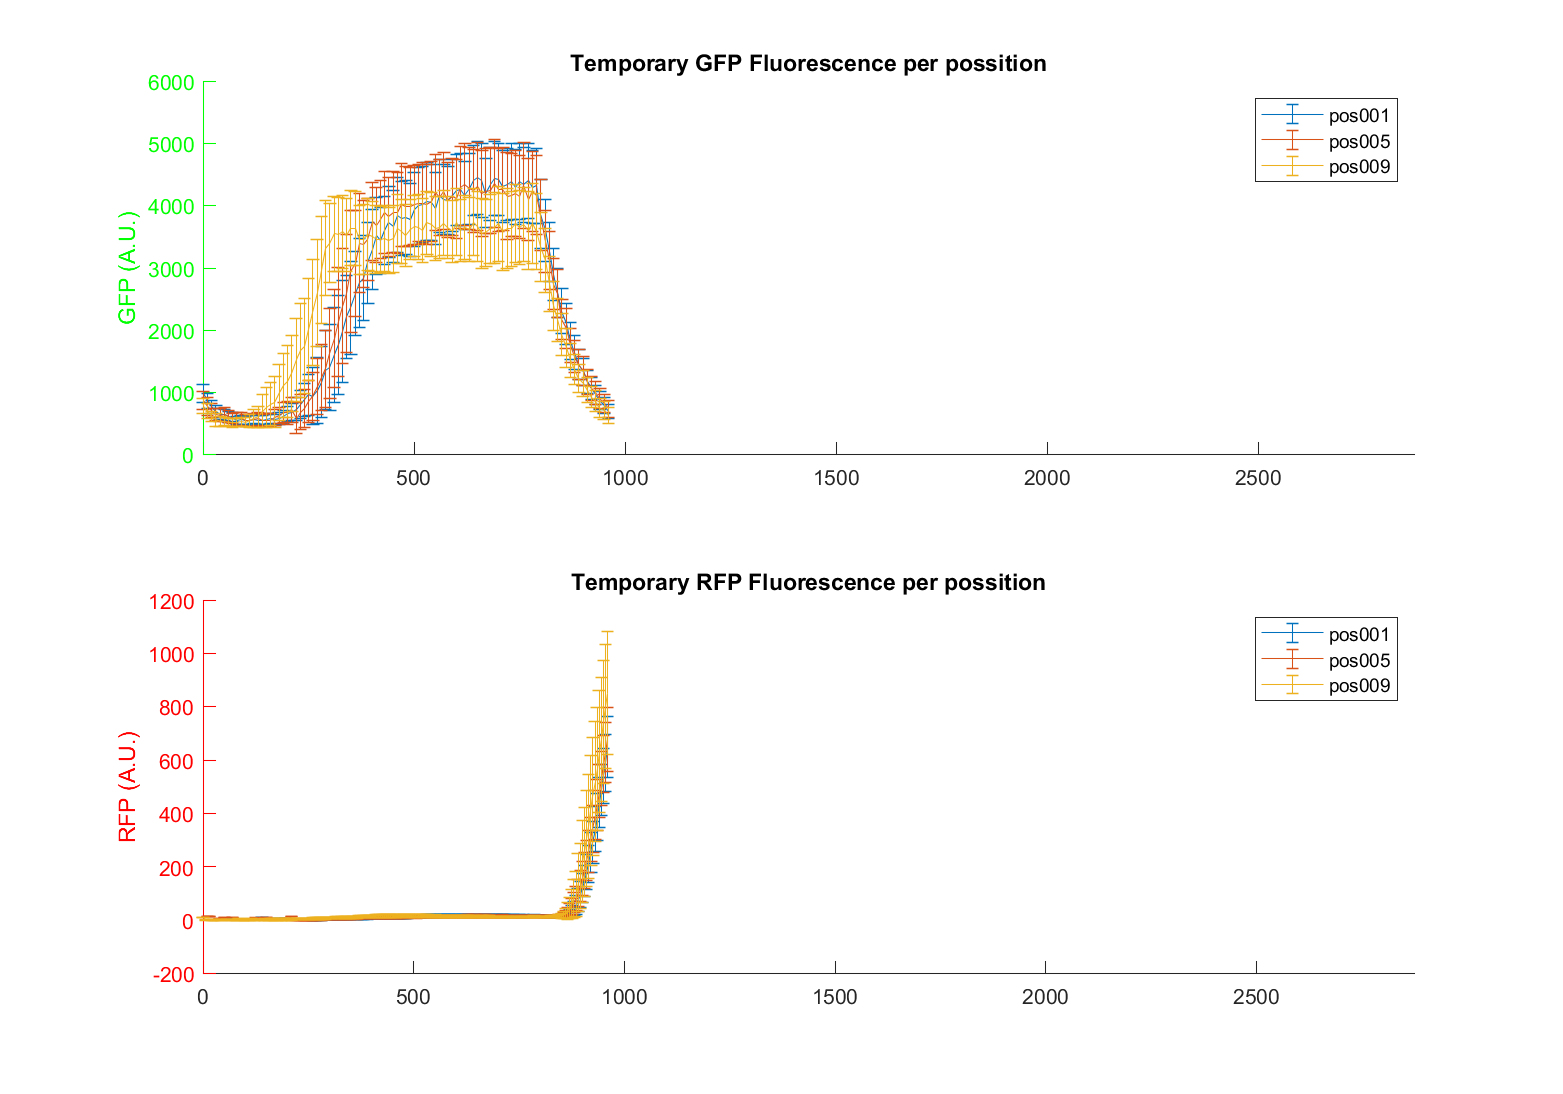 Temporary GFP Fluorescence per possition
6000
5000
4000
3000
2000
1000
0
GFP (A.U.)
0 500 1000 1500 2000 2500
pos001
pos005
pos009
Temporary RFP Fluorescence per possition
1200
1000
800
600
400
200
0
-200
RFP (A.U.)
0 500 1000 1500 2000 2500
pos001
pos005
pos009